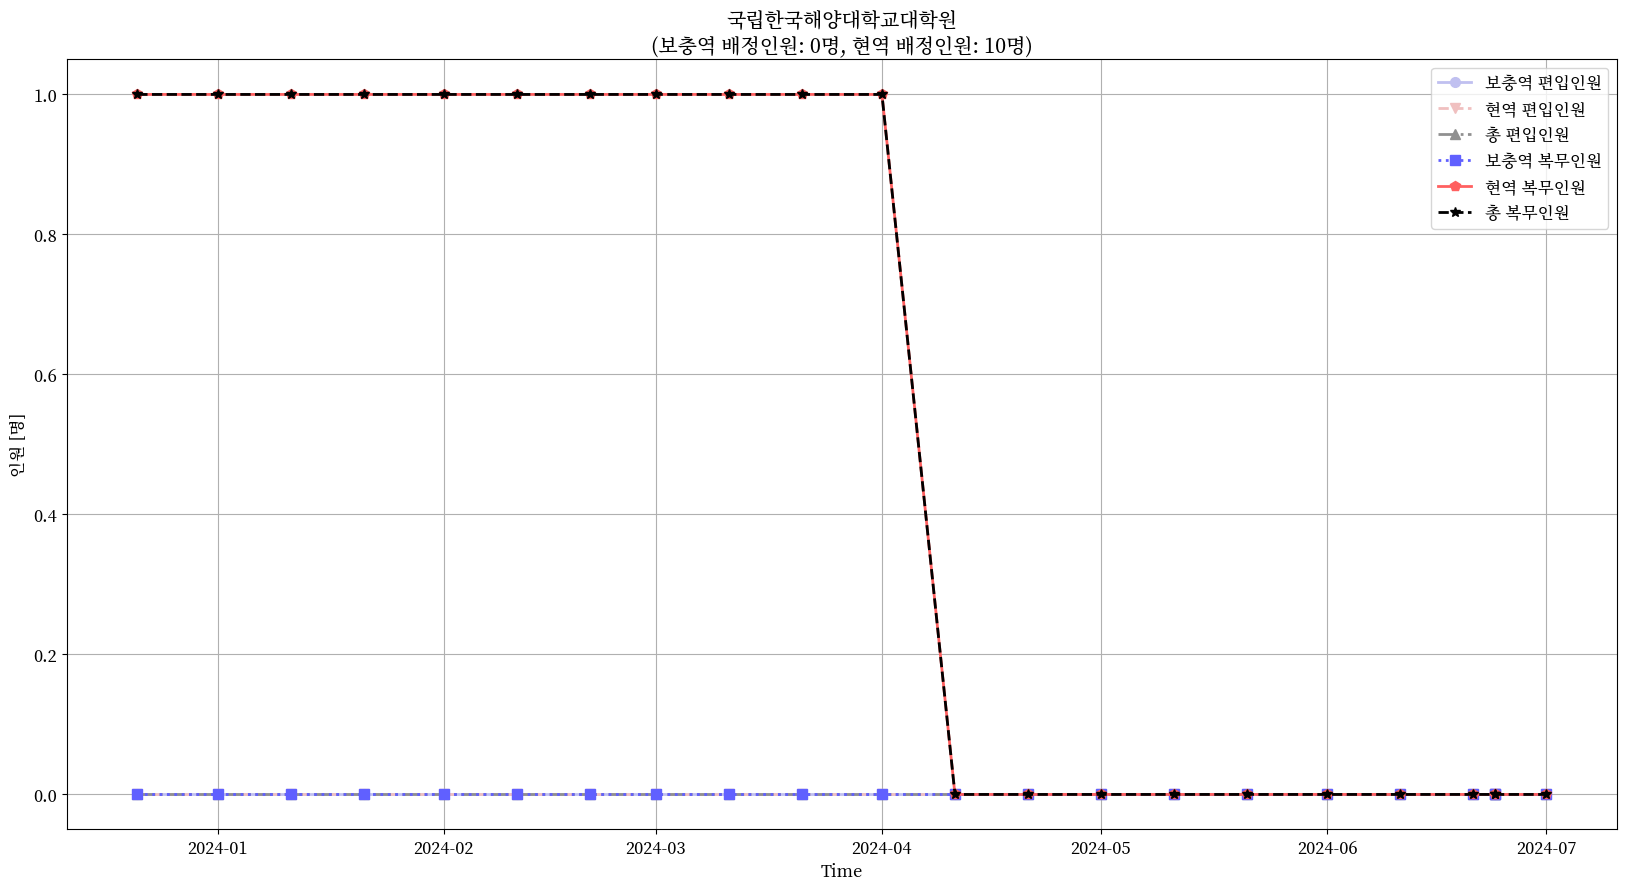 국립한국해양대학교대학원
(보충역 배정인원: 0명, 현역 배정인원: 10명)
보충역 편입인원
현역 편입인원
총 편입인원
보충역 복무인원
현역 복무인원
총 복무인원
인원 [명]
1.0
0.8
0.6
0.4
0.2
0.0
2024-01
2024-02
2024-03
2024-04
2024-05
2024-06
2024-07
Time